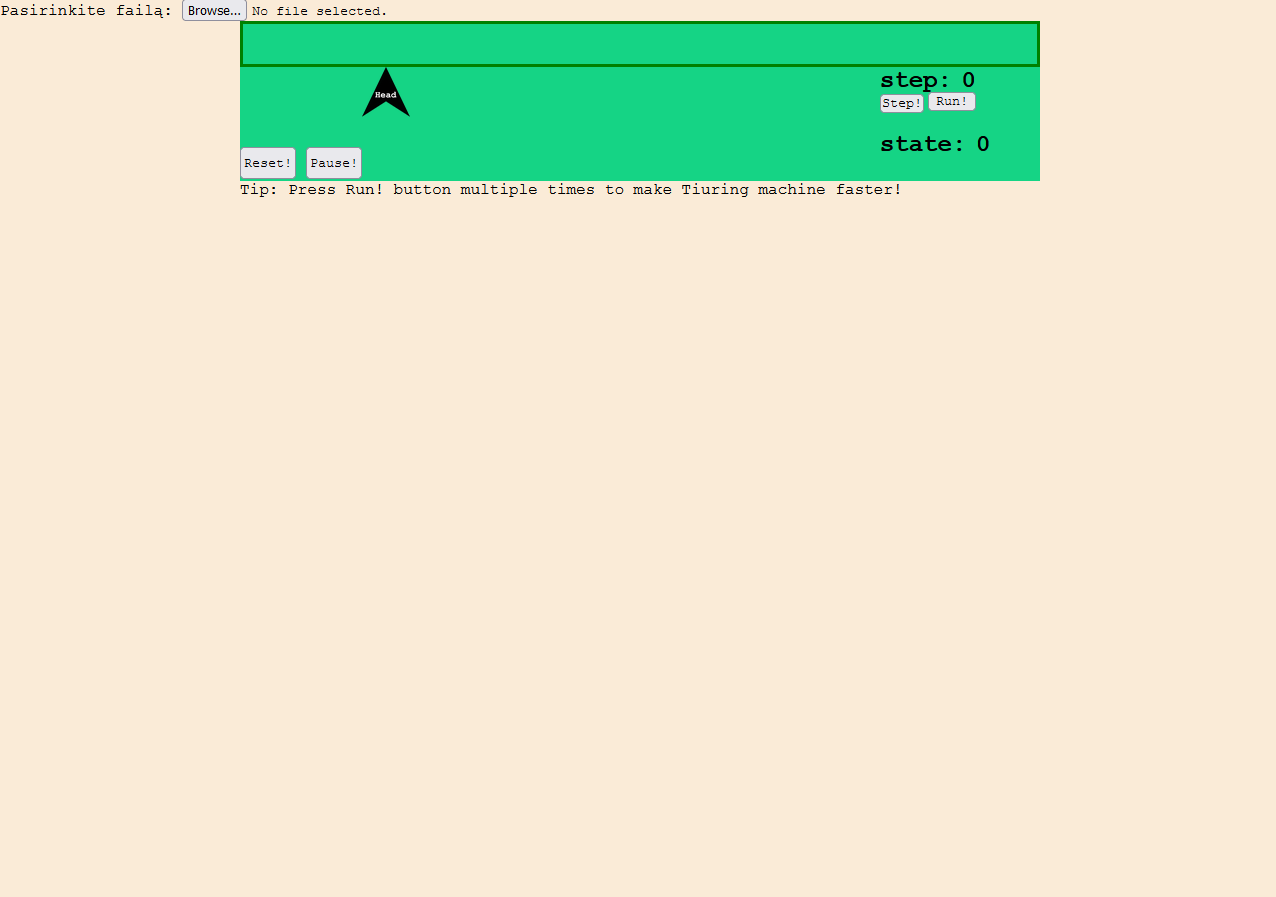 Pasirinkite failą: Browse... No file selected.
Head
step: 0
Step! Run!
state: 0
Reset! Pause!
Tip: Press Run! button multiple times to make Tiuring machine faster!